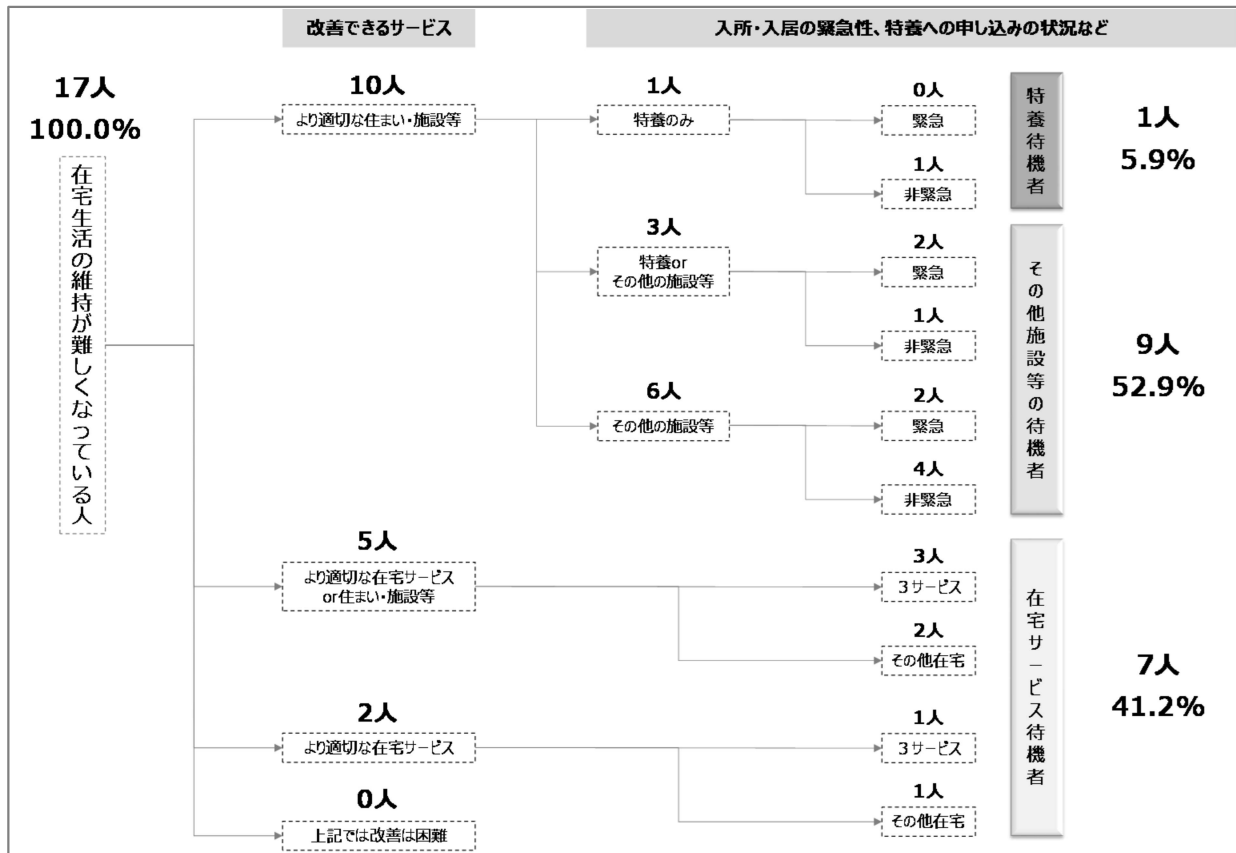 改善できるサービス
入所・入居の緊急性、特養への申し込みの状況など
17人
100.0%
在宅生活の維持が難しくなっている人
10人
より適切な住まい・施設等
1人
特養のみ
0人
緊急
1人
非緊急
特養待機者
1人
5.9%
3人
特養or
その他の施設等
2人
緊急
1人
非緊急
6人
その他の施設等
2人
緊急
4人
非緊急
その他施設等の待機者
9人
52.9%
5人
より適切な在宅サービス
or住まい・施設等
3人
3サービス
2人
その他在宅
2人
より適切な在宅サービス
1人
3サービス
1人
その他在宅
在宅サービス待機者
7人
41.2%
0人
上記では改善は困難